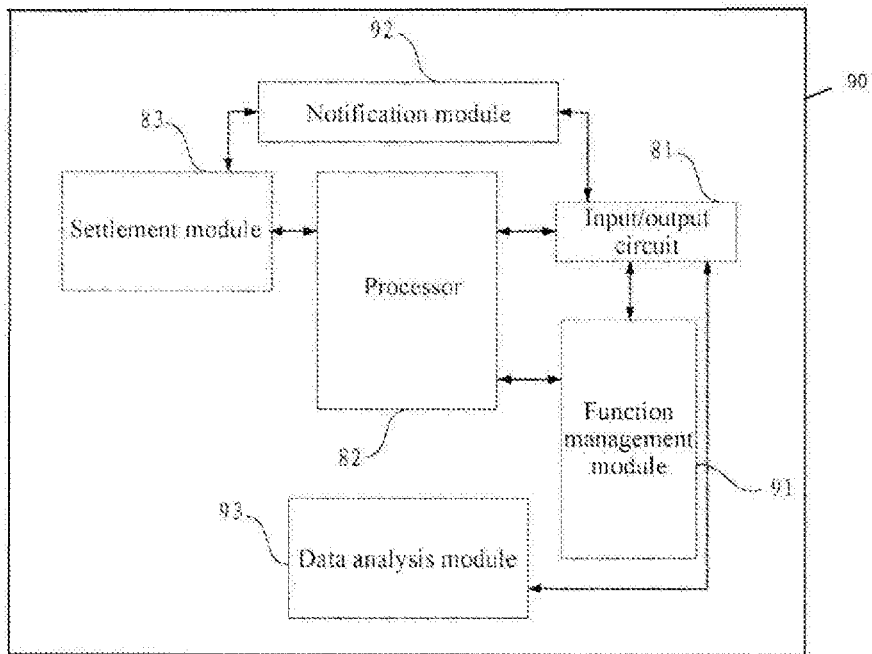 92
90
Notification module
83
81
Settlement module
Input/output
circuit
Processor
Function
management
module
82
91
93
Data analysis module